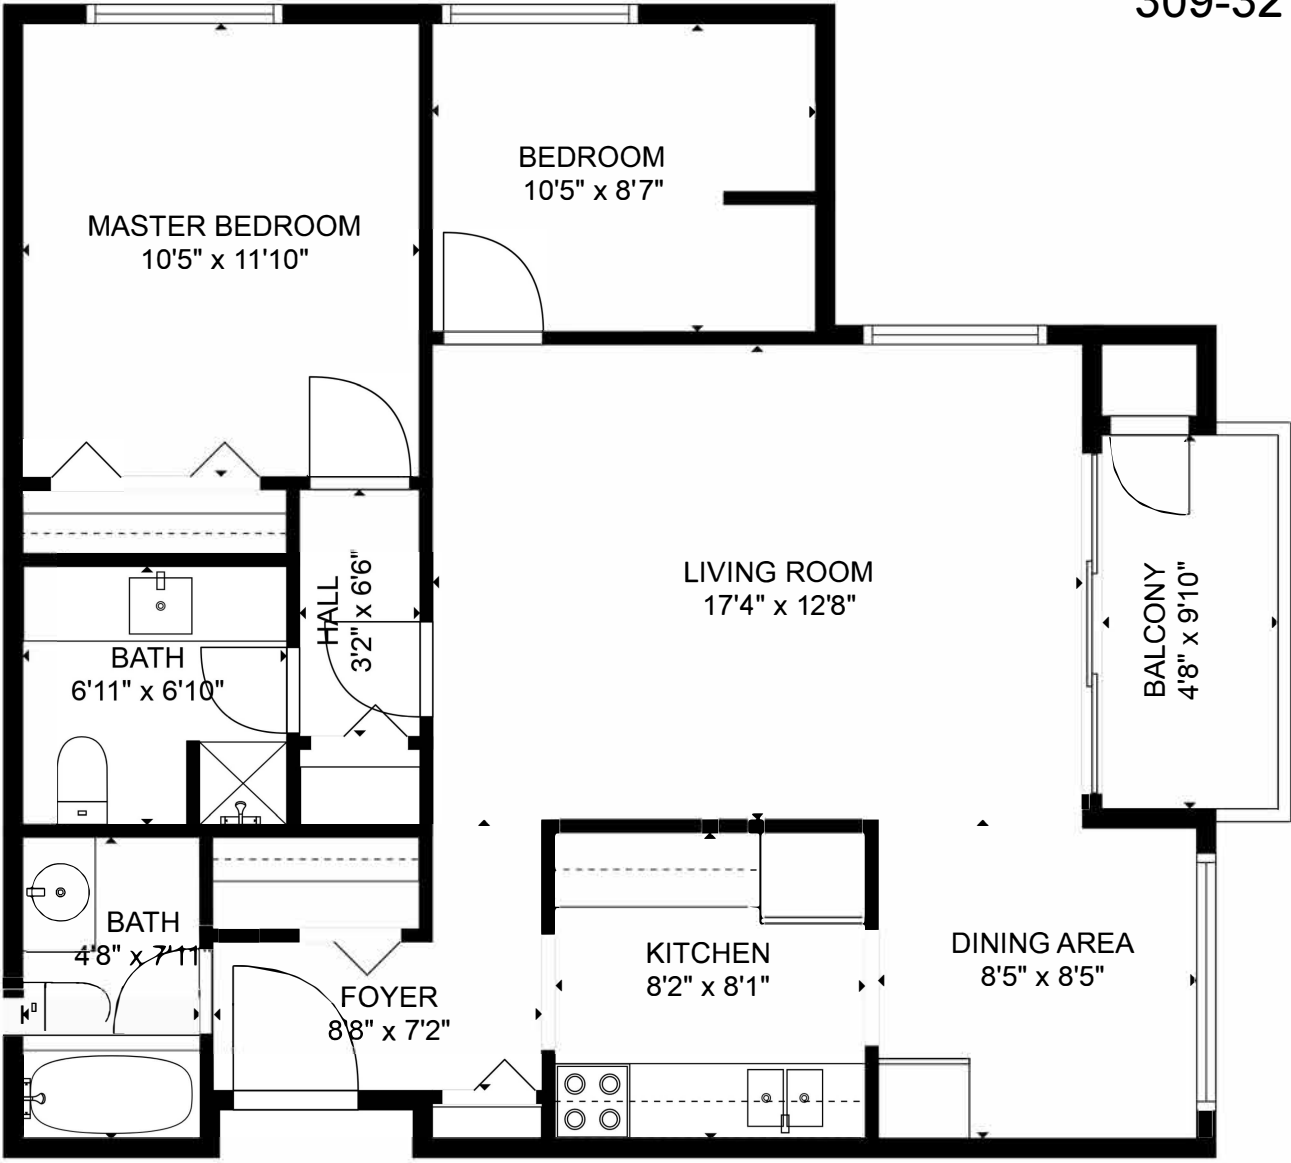 309-32
BEDROOM
10'5" x 8'7"
MASTER BEDROOM
10'5" x 11'10"
LIVING ROOM
17'4" x 12'8"
HALL
3'2" x 6'6"
BALCONY
4'8" x 9'10"
BATH
6'11" x 6'10"
BATH
4'8" x 7'11"
KITCHEN
8'2" x 8'1"
DINING AREA
8'5" x 8'5"
FOYER
8'8" x 7'2"